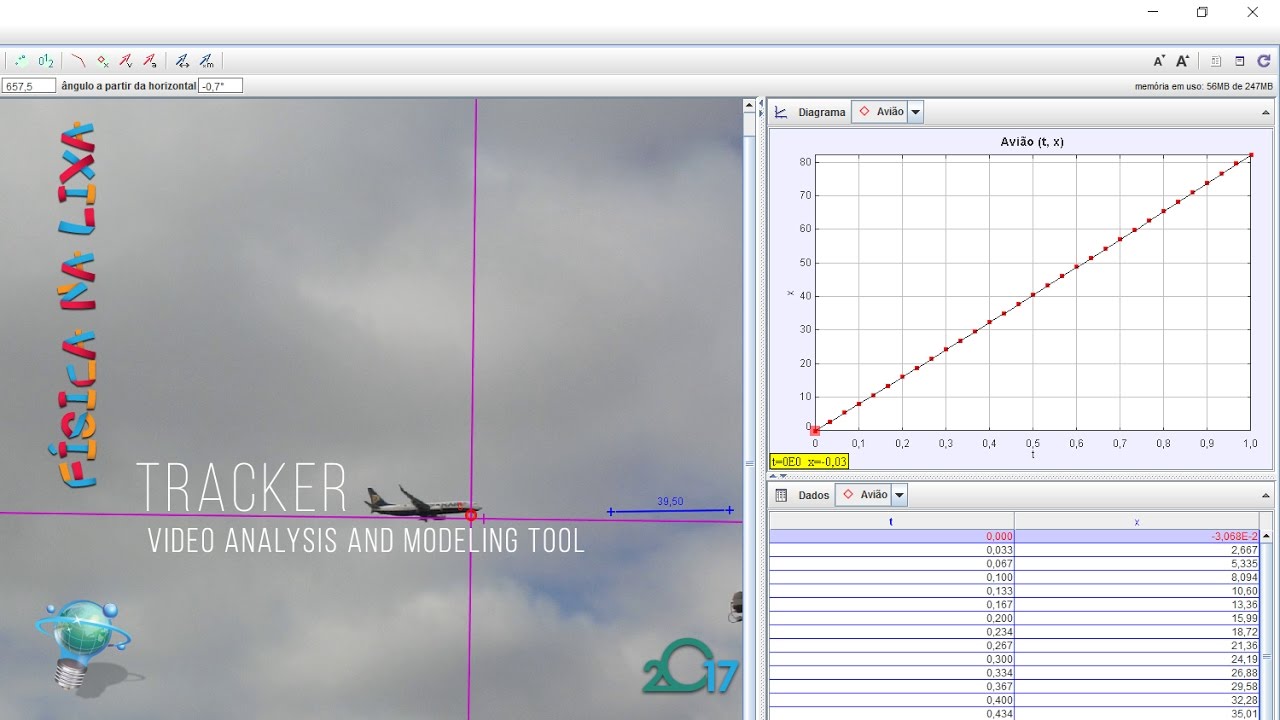 657,5 ângulo a partir da horizontal -0,7°
memória em uso: 56MB de 247MB
FÍSICA NA LIXA
TRACKER
VIDEO ANALYSIS AND MODELING TOOL
39,50
2017
Diagrama Avião
Avião (t, x)
80
70
60
50
40
30
20
10
0
x
0 0,1 0,2 0,3 0,4 0,5 0,6 0,7 0,8 0,9 1,0
t
t=0E0 x=-0,03
Dados Avião
t x
0,000 -3,068E-2
0,033 2,667
0,067 5,335
0,100 8,094
0,133 10,60
0,167 13,36
0,200 15,99
0,234 18,72
0,267 21,36
0,300 24,19
0,334 26,88
0,367 29,58
0,400 32,28
0,434 35,01